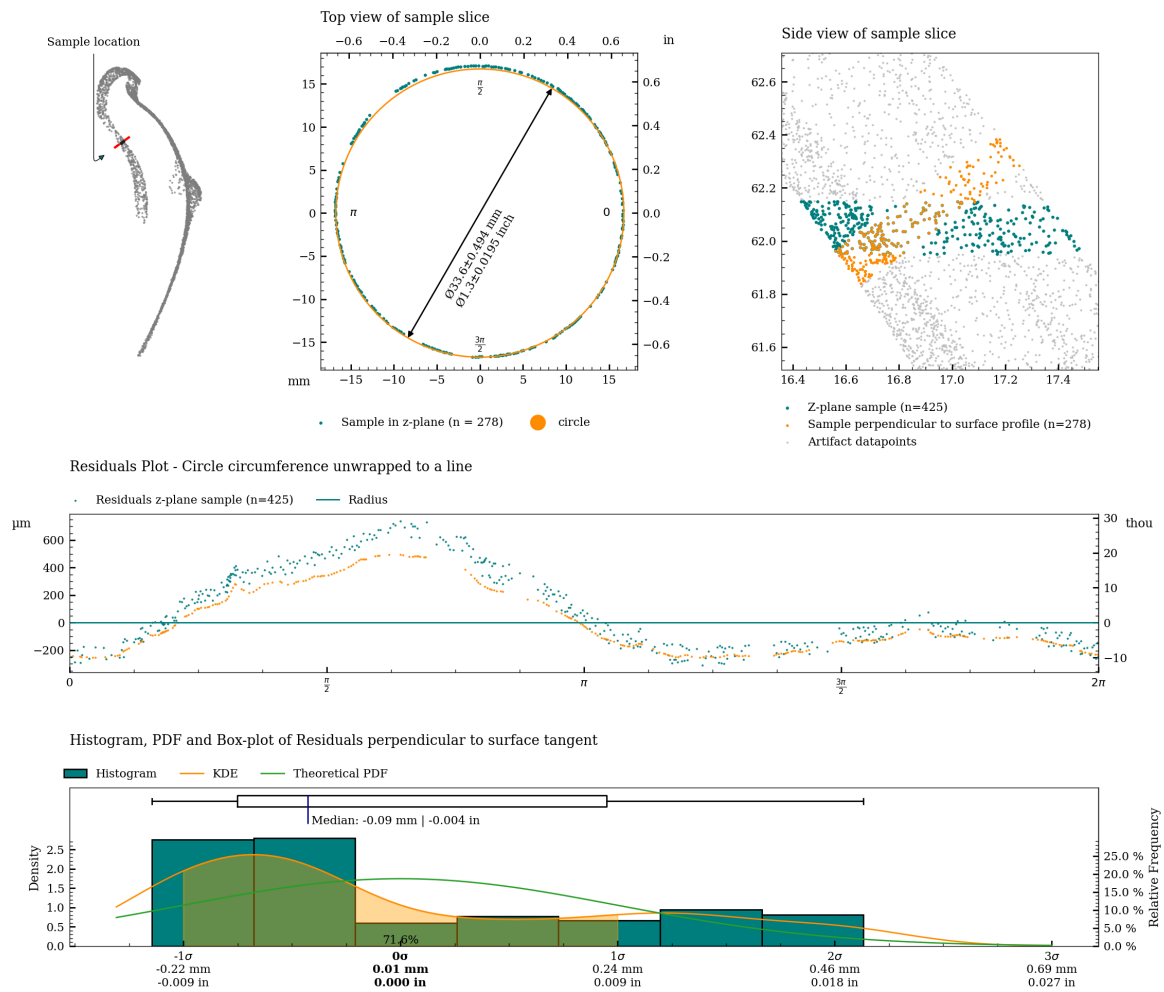 Sample location
Top view of sample slice
−0.6 −0.4 −0.2 0.0 0.2 0.4 0.6 in
15
10
5
0
−5
−10
−15
0.6
0.4
0.2
0.0
−0.2
−0.4
−0.6
π/2
π
0
3π/2
Ø33.6±0.494 mm
Ø1.3±0.0195 inch
mm −15 −10 −5 0 5 10 15
Sample in z-plane (n = 278) circle
Side view of sample slice
62.6
62.4
62.2
62.0
61.8
61.6
16.4 16.6 16.8 17.0 17.2 17.4
Z-plane sample (n=425)
Sample perpendicular to surface profile (n=278)
Artifact datapoints
Residuals Plot - Circle circumference unwrapped to a line
Residuals z-plane sample (n=425) Radius
µm
600
400
200
0
−200
thou
30
20
10
0
−10
0 π/2 π 3π/2 2π
Histogram, PDF and Box-plot of Residuals perpendicular to surface tangent
Histogram KDE Theoretical PDF
Median: -0.09 mm | -0.004 in
Density
2.5
2.0
1.5
1.0
0.5
0.0
Relative Frequency
25.0 %
20.0 %
15.0 %
10.0 %
5.0 %
0.0 %
71.6%
-1σ 0σ 1σ 2σ 3σ
-0.22 mm 0.01 mm 0.24 mm 0.46 mm 0.69 mm
-0.009 in 0.000 in 0.009 in 0.018 in 0.027 in